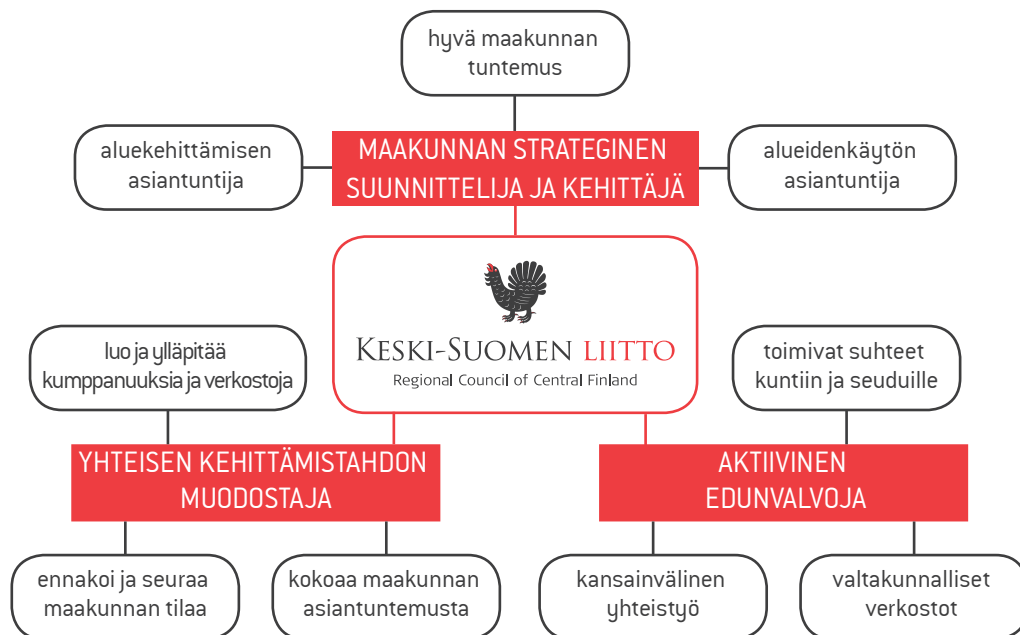 hyvä maakunnan
tuntemus
aluekehittämisen
asiantuntija
MAAKUNNAN STRATEGINEN
SUUNNITTELIJA JA KEHITTÄJÄ
alueidenkäytön
asiantuntija
KESKI-SUOMEN LIITTO
Regional Council of Central Finland
luo ja ylläpitää
kumppanuuksia ja verkostoja
toimivat suhteet
kuntiin ja seuduille
YHTEISEN KEHITTÄMISTAHDON
MUODOSTAJA
AKTIIVINEN
EDUNVALVOJA
ennakoi ja seuraa
maakunnan tilaa
kokoaa maakunnan
asiantuntemusta
kansainvälinen
yhteistyö
valtakunnalliset
verkostot